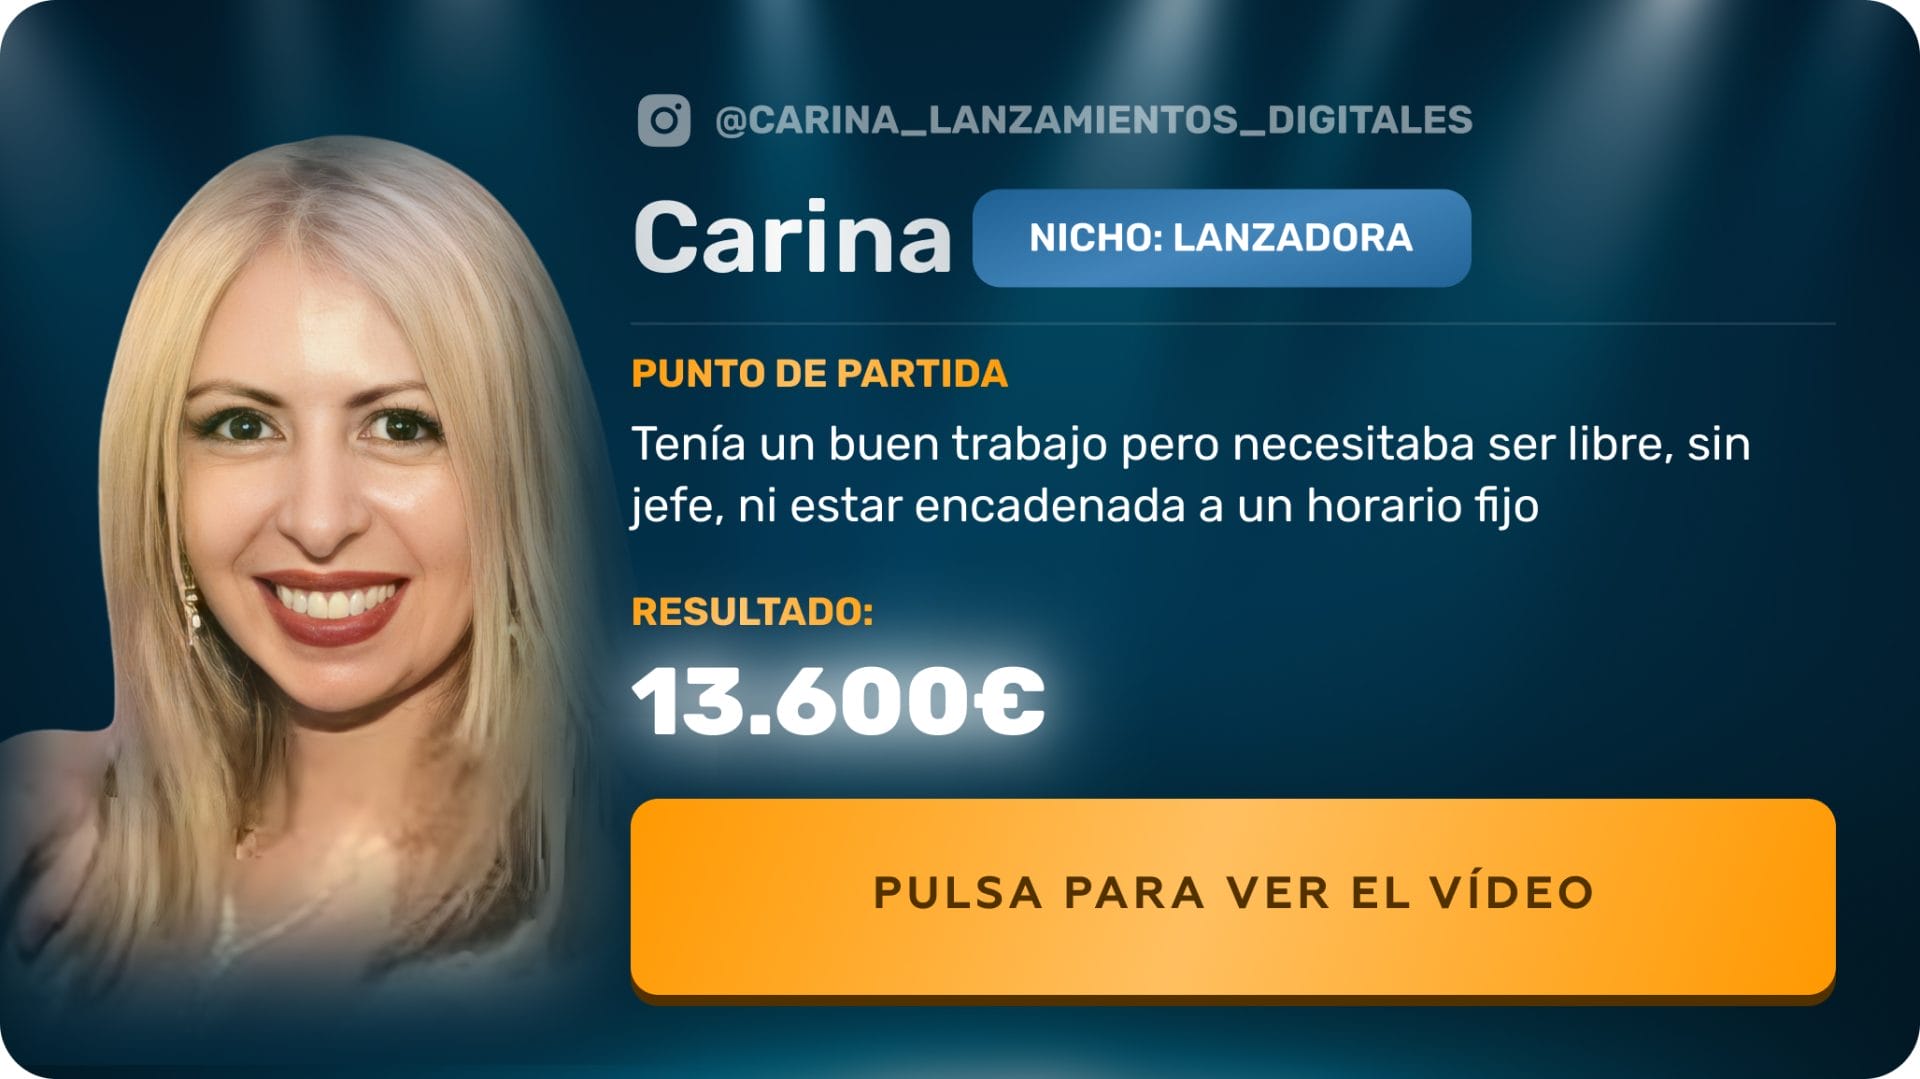 @CARINA_LANZAMIENTOS_DIGITALES
Carina
NICHO: LANZADORA
PUNTO DE PARTIDA
Tenía un buen trabajo pero necesitaba ser libre, sin
jefe, ni estar encadenada a un horario fijo
RESULTADO:
13.600€
PULSA PARA VER EL VÍDEO